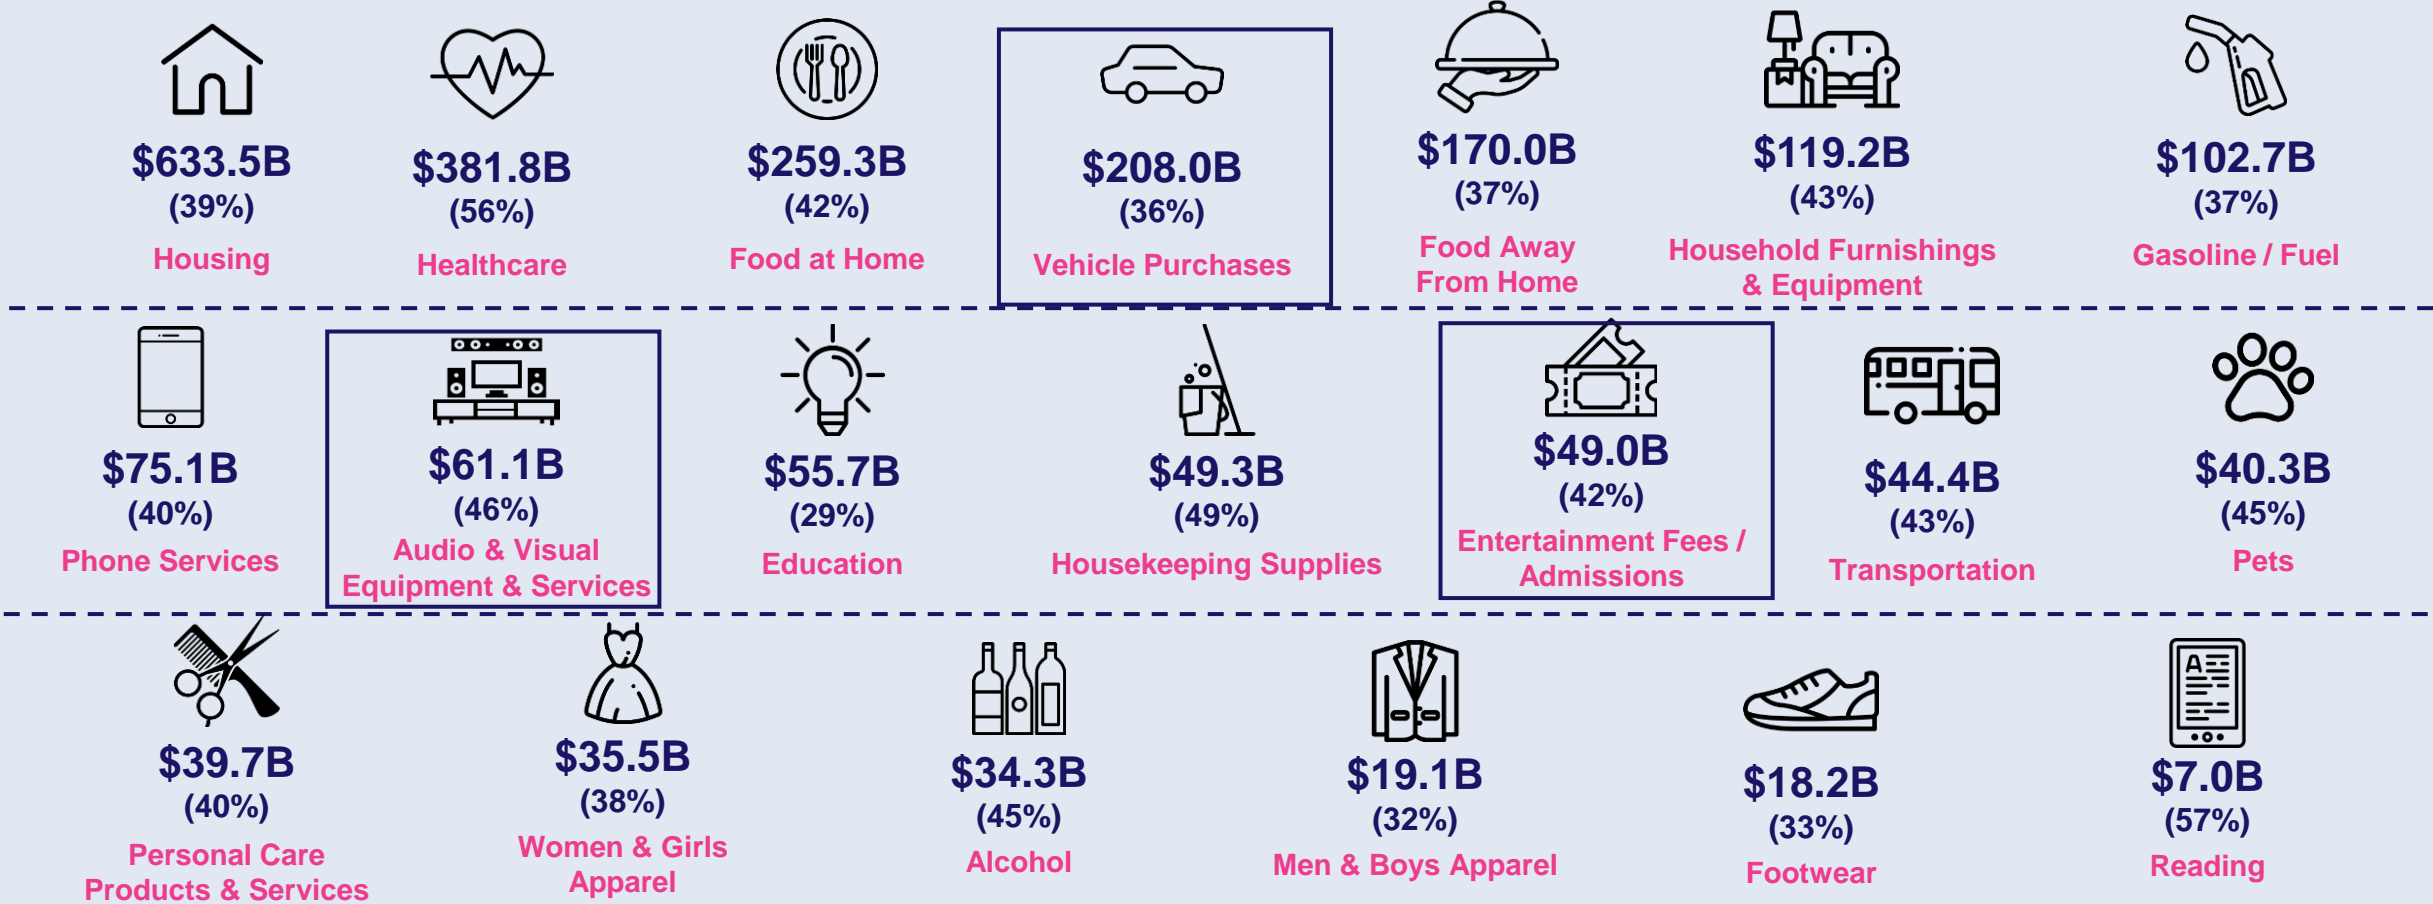 $633.5B
(39%)
Housing
$381.8B
(56%)
Healthcare
$259.3B
(42%)
Food at Home
$208.0B
(36%)
Vehicle Purchases
$170.0B
(37%)
Food Away
From Home
$119.2B
(43%)
Household Furnishings
& Equipment
$102.7B
(37%)
Gasoline / Fuel
$75.1B
(40%)
Phone Services
$61.1B
(46%)
Audio & Visual
Equipment & Services
$55.7B
(29%)
Education
$49.3B
(49%)
Housekeeping Supplies
$49.0B
(42%)
Entertainment Fees /
Admissions
$44.4B
(43%)
Transportation
$40.3B
(45%)
Pets
$39.7B
(40%)
Personal Care
Products & Services
$35.5B
(38%)
Women & Girls
Apparel
$34.3B
(45%)
Alcohol
$19.1B
(32%)
Men & Boys Apparel
$18.2B
(33%)
Footwear
A
$7.0B
(57%)
Reading